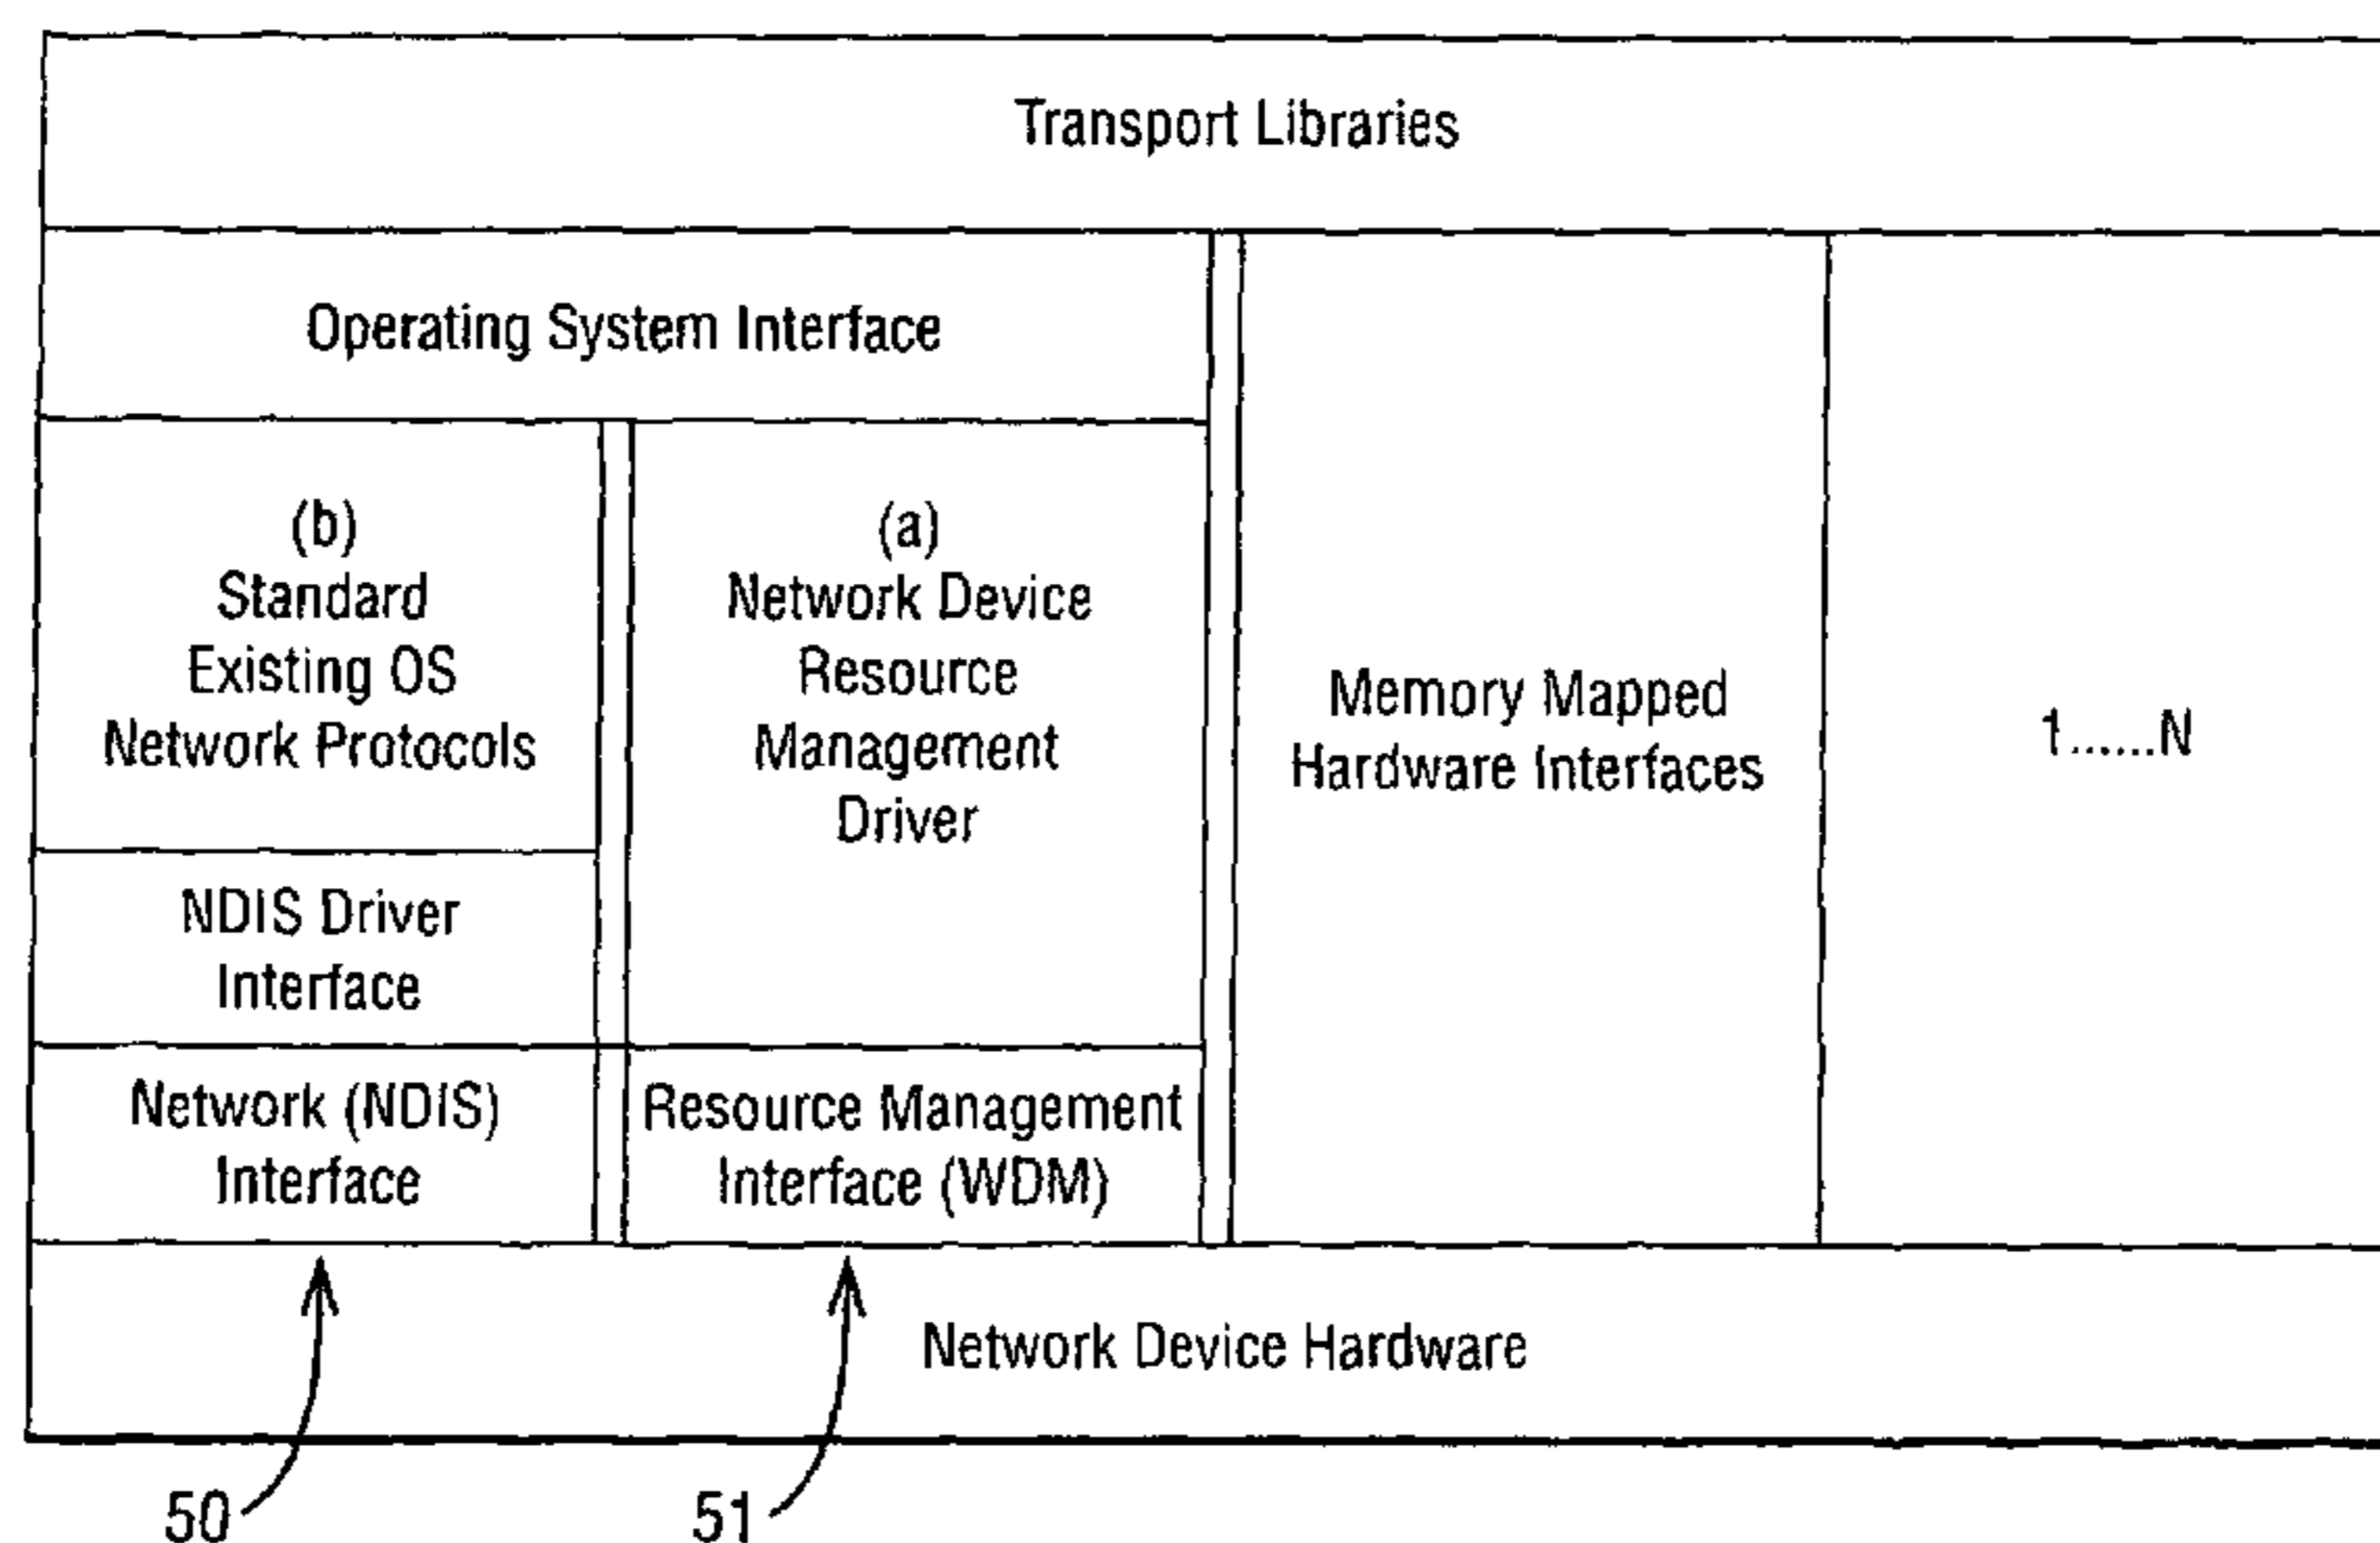 Transport Libraries
Operating System Interface
(b)
Standard
Existing OS
Network Protocols
(a)
Network Device
Resource
Management
Driver
Memory Mapped
Hardware Interfaces
1......N
NDIS Driver
Interface
Network (NDIS)
Interface
Resource Management
Interface (WDM)
Network Device Hardware
50
51